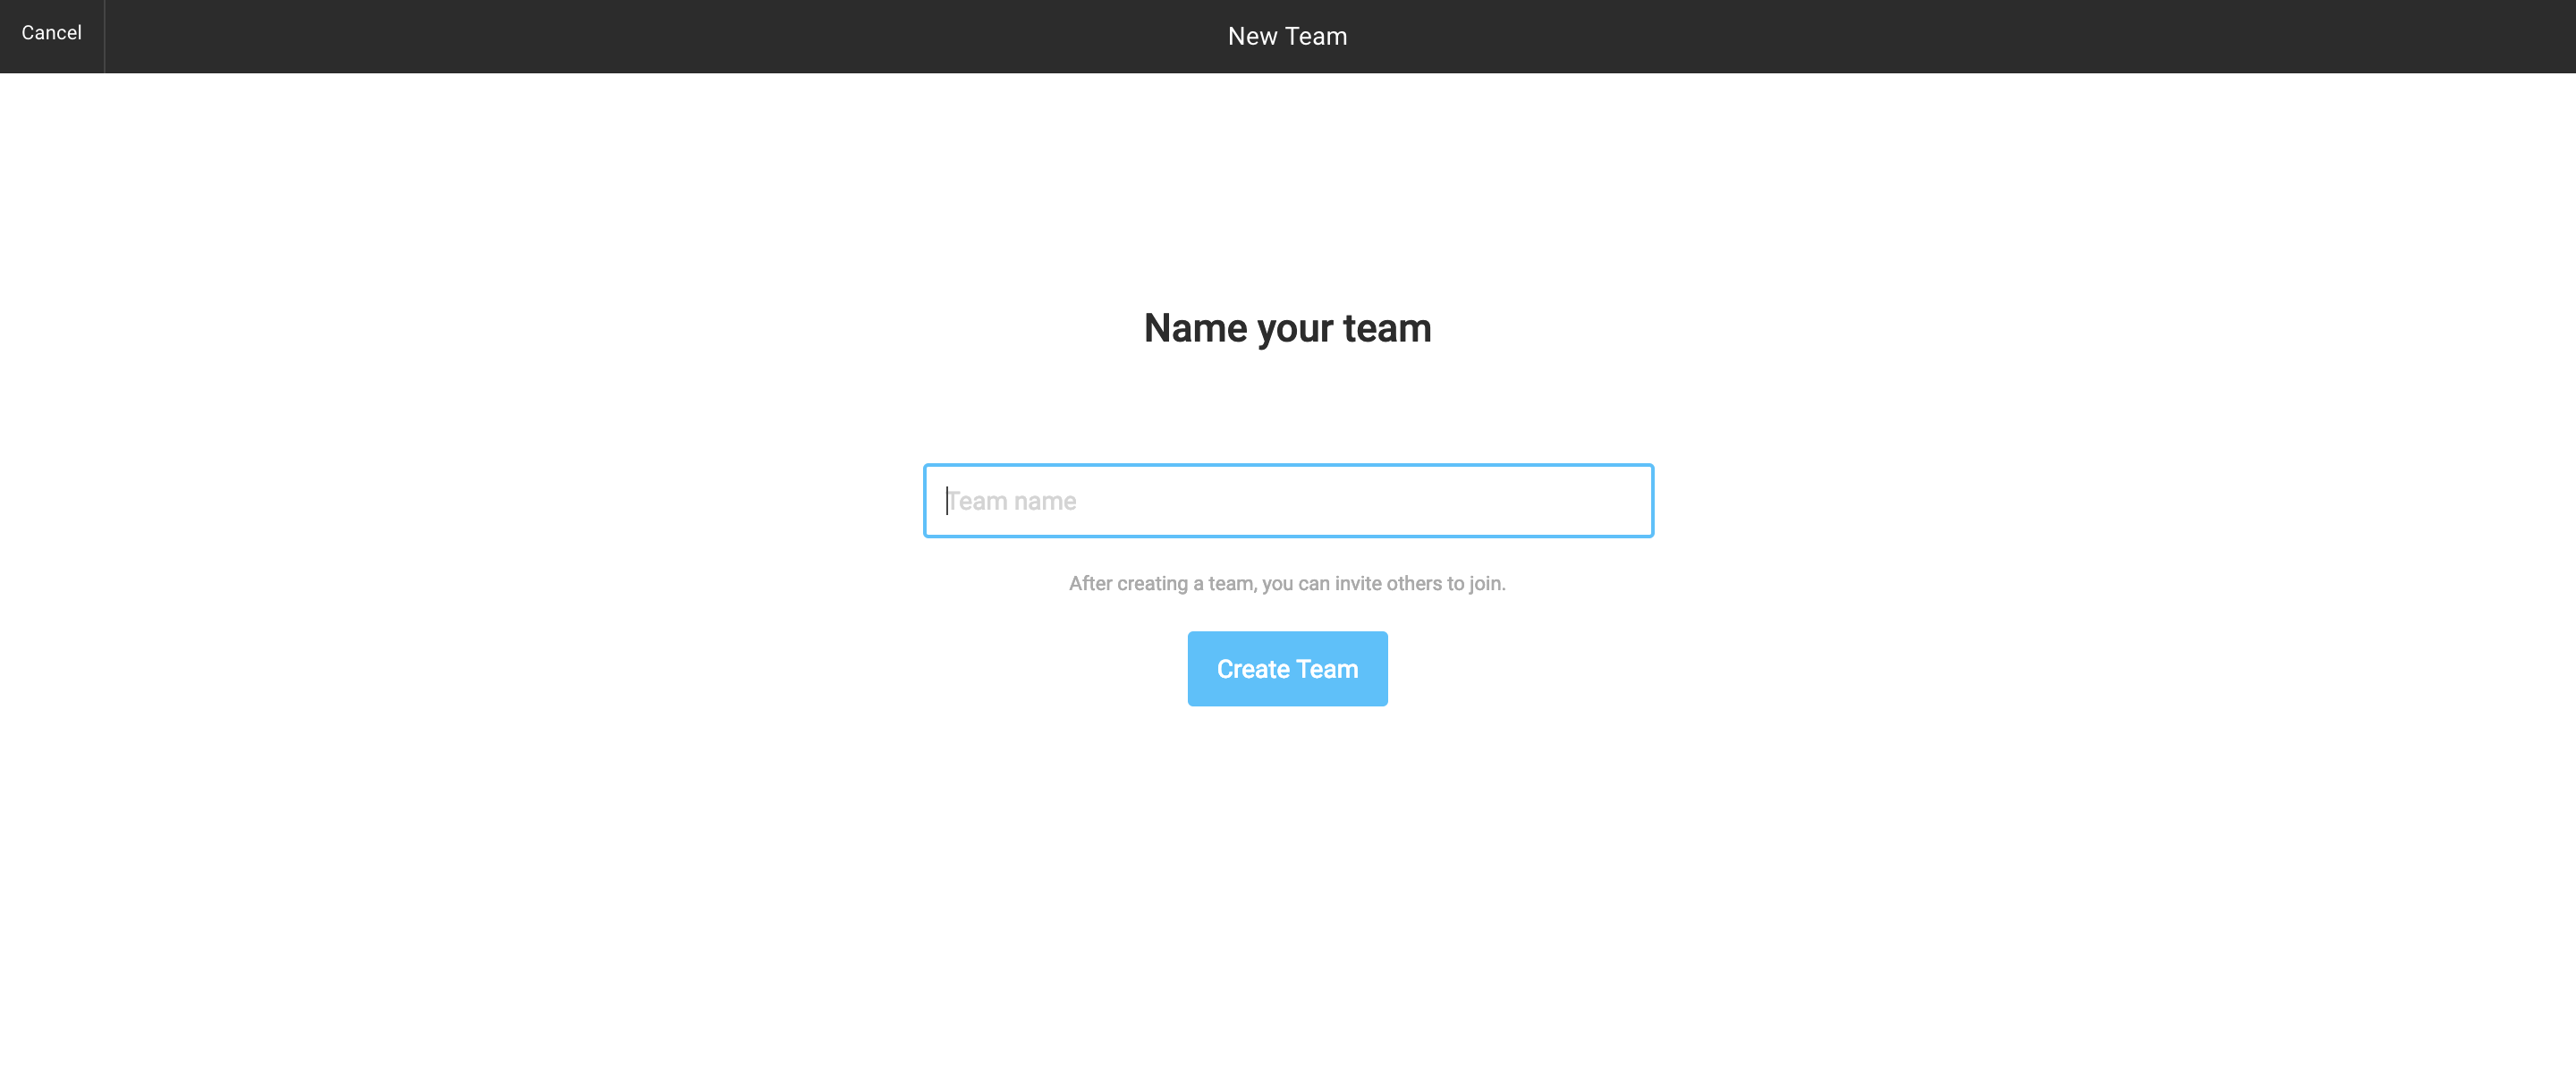 Cancel
New Team
Name your team
Team name
After creating a team, you can invite others to join.
Create Team